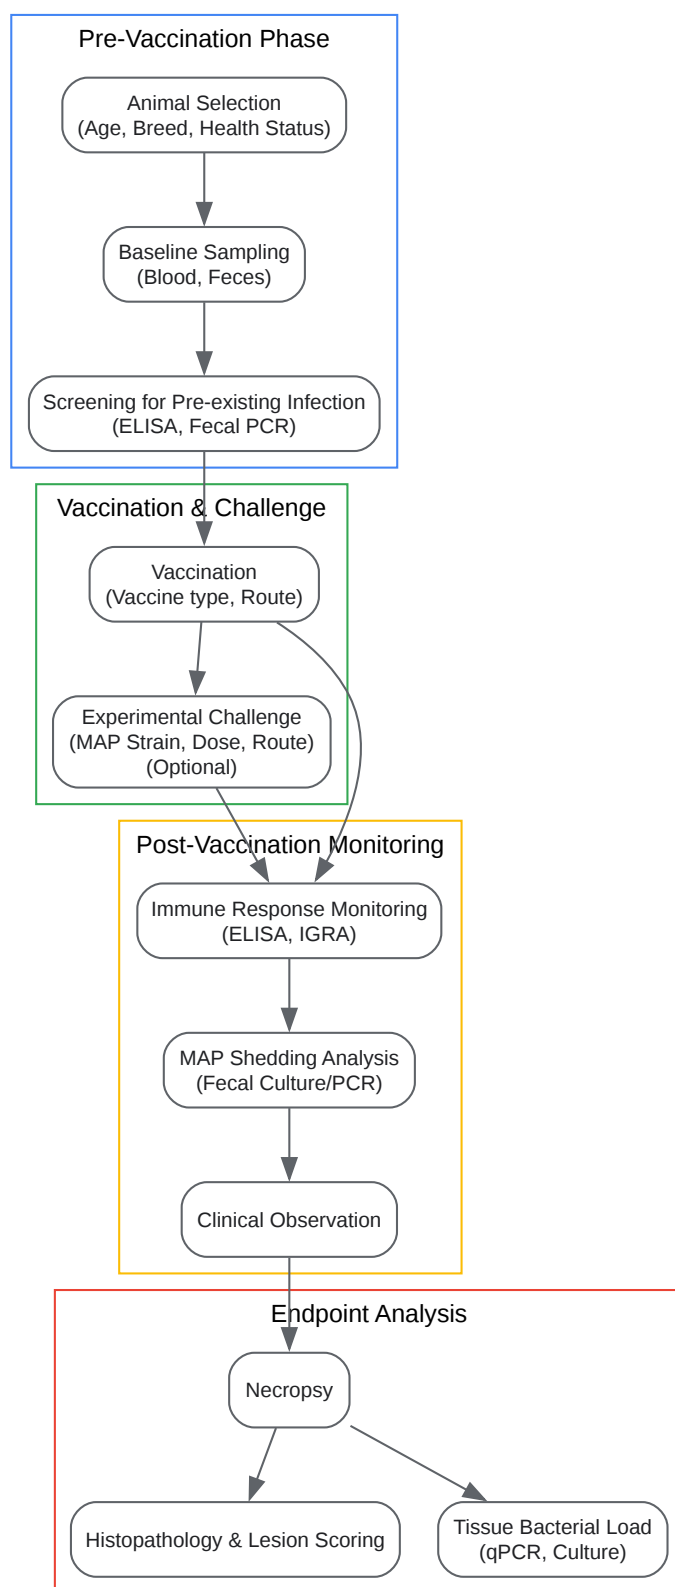 Pre-Vaccination Phase
Animal Selection
(Age, Breed, Health Status)
Baseline Sampling
(Blood, Feces)
Screening for Pre-existing Infection
(ELISA, Fecal PCR)
Vaccination & Challenge
Vaccination
(Vaccine type, Route)
Experimental Challenge
(MAP Strain, Dose, Route)
(Optional)
Post-Vaccination Monitoring
Immune Response Monitoring
(ELISA, IGRA)
MAP Shedding Analysis
(Fecal Culture/PCR)
Clinical Observation
Endpoint Analysis
Necropsy
Histopathology & Lesion Scoring
Tissue Bacterial Load
(qPCR, Culture)